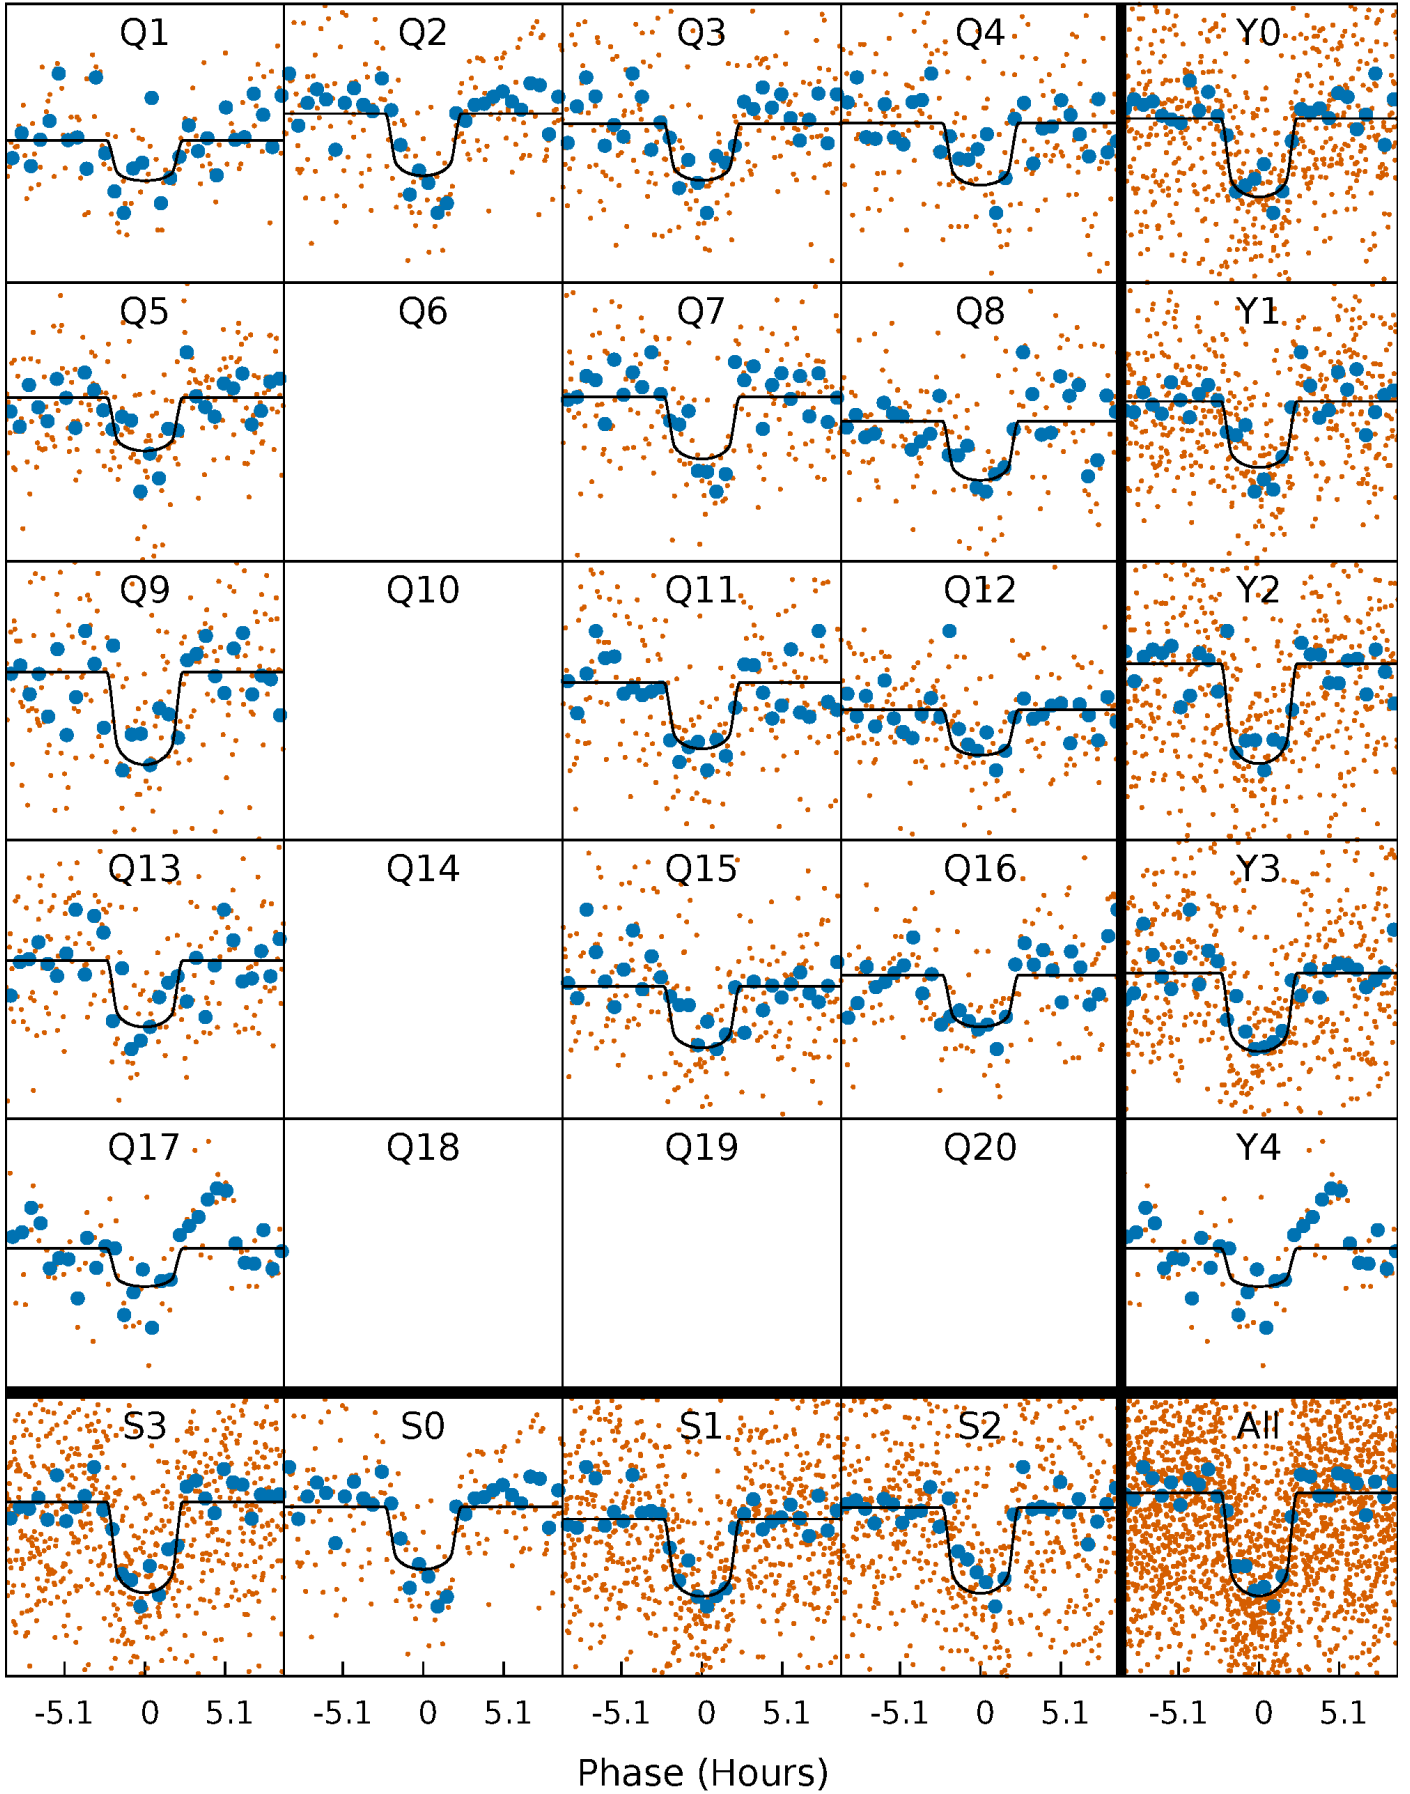 Q1 Q2 Q3 Q4 Y0
Q5 Q6 Q7 Q8 Y1
Q9 Q10 Q11 Q12 Y2
Q13 Q14 Q15 Q16 Y3
Q17 Q18 Q19 Q20 Y4
S3 S0 S1 S2 All
-5.1 0 5.1 -5.1 0 5.1 -5.1 0 5.1 -5.1 0 5.1 -5.1 0 5.1
Phase (Hours)